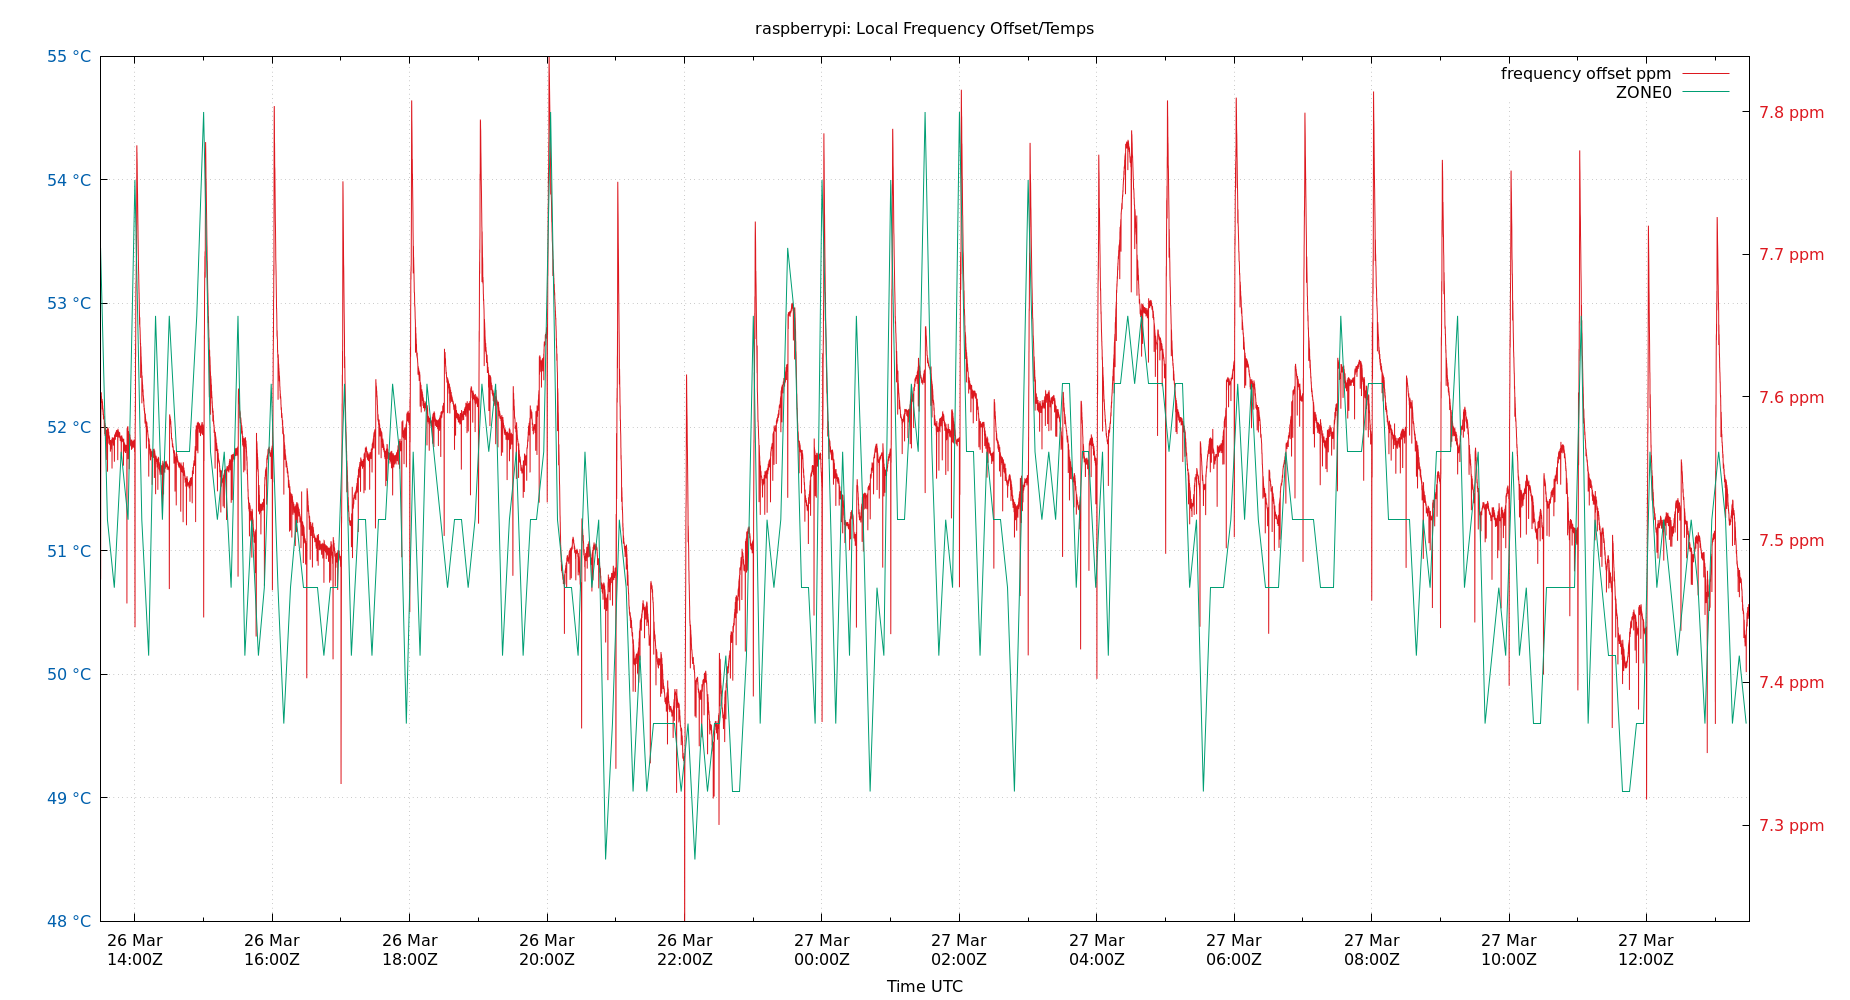 raspberrypi: Local Frequency Offset/Temps
frequency offset ppm
ZONE0
55 °C
54 °C
53 °C
52 °C
51 °C
50 °C
49 °C
48 °C
7.8 ppm
7.7 ppm
7.6 ppm
7.5 ppm
7.4 ppm
7.3 ppm
26 Mar
14:00Z
26 Mar
16:00Z
26 Mar
18:00Z
26 Mar
20:00Z
26 Mar
22:00Z
27 Mar
00:00Z
27 Mar
02:00Z
27 Mar
04:00Z
27 Mar
06:00Z
27 Mar
08:00Z
27 Mar
10:00Z
27 Mar
12:00Z
Time UTC